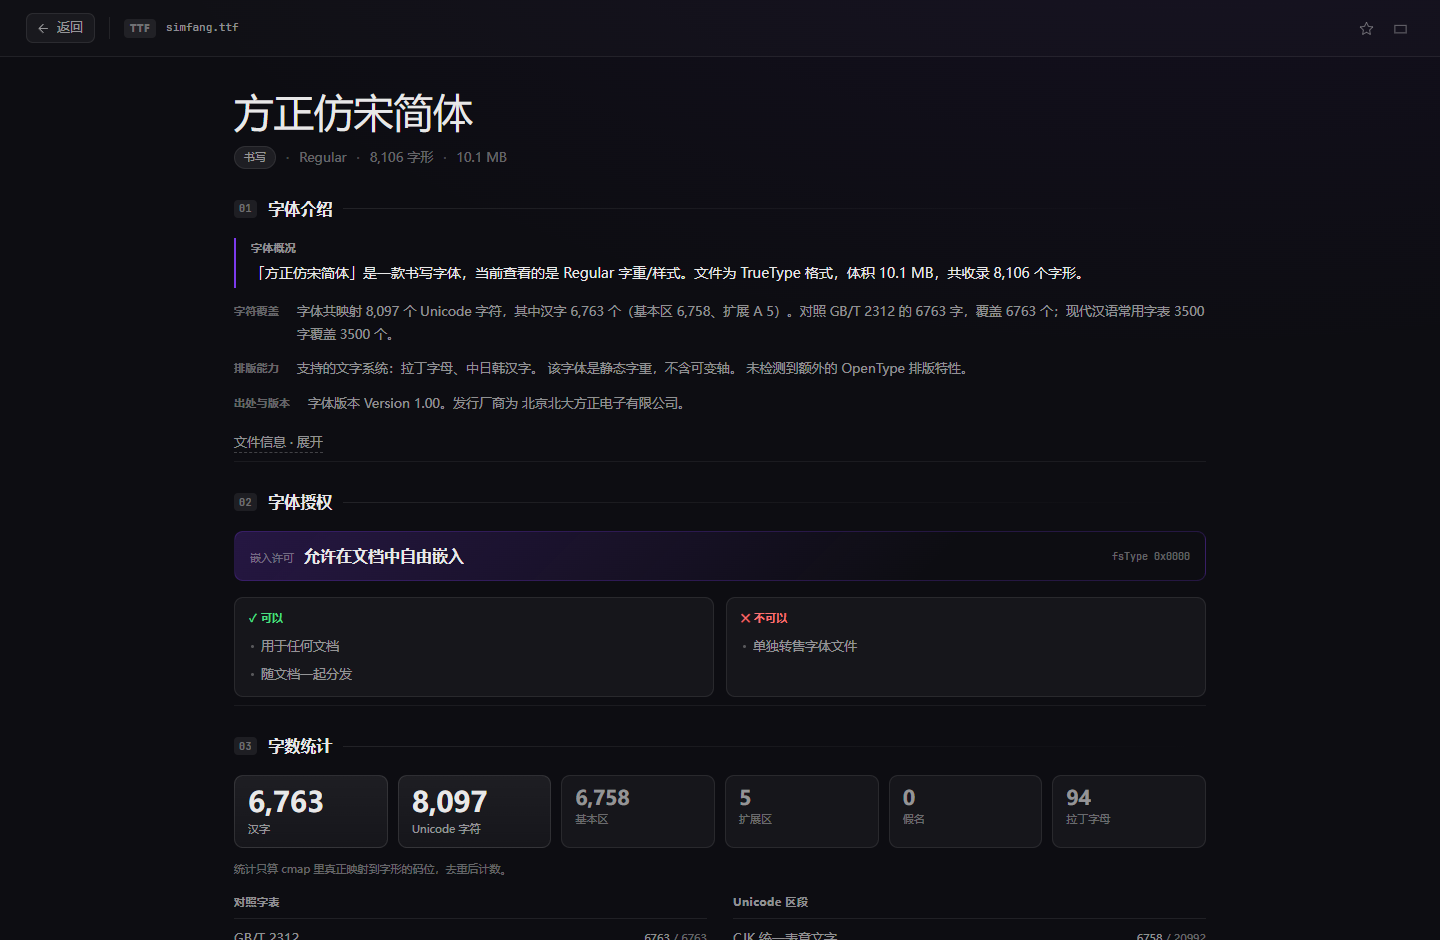 ← 返回
TTF simfang.ttf
方正仿宋简体
书写 · Regular · 8,106 字形 · 10.1 MB
01 字体介绍
字体概况
「方正仿宋简体」是一款书写字体，当前查看的是 Regular 字重/样式。文件为 TrueType 格式，体积 10.1 MB，共收录 8,106 个字形。
字符覆盖 字体共映射 8,097 个 Unicode 字符，其中汉字 6,763 个（基本区 6,758、扩展 A 5）。对照 GB/T 2312 的 6763 字，覆盖 6763 个；现代汉语常用字表 3500
字覆盖 3500 个。
排版能力 支持的文字系统：拉丁字母、中日韩汉字。 该字体是静态字重，不含可变轴。 未检测到额外的 OpenType 排版特性。
出处与版本 字体版本 Version 1.00。发行厂商为 北京北大方正电子有限公司。
文件信息 · 展开
02 字体授权
嵌入许可 允许在文档中自由嵌入 fsType 0x0000
✓ 可以
· 用于任何文档
· 随文档一起分发
✕ 不可以
· 单独转售字体文件
03 字数统计
6,763
汉字
8,097
Unicode 字符
6,758
基本区
5
扩展区
0
假名
94
拉丁字母
统计只算 cmap 里真正映射到字形的码位，去重后计数。
对照字表
GB/T 2312 6763 / 6763
Unicode 区段
CJK 统一表意文字 6758 / 20992